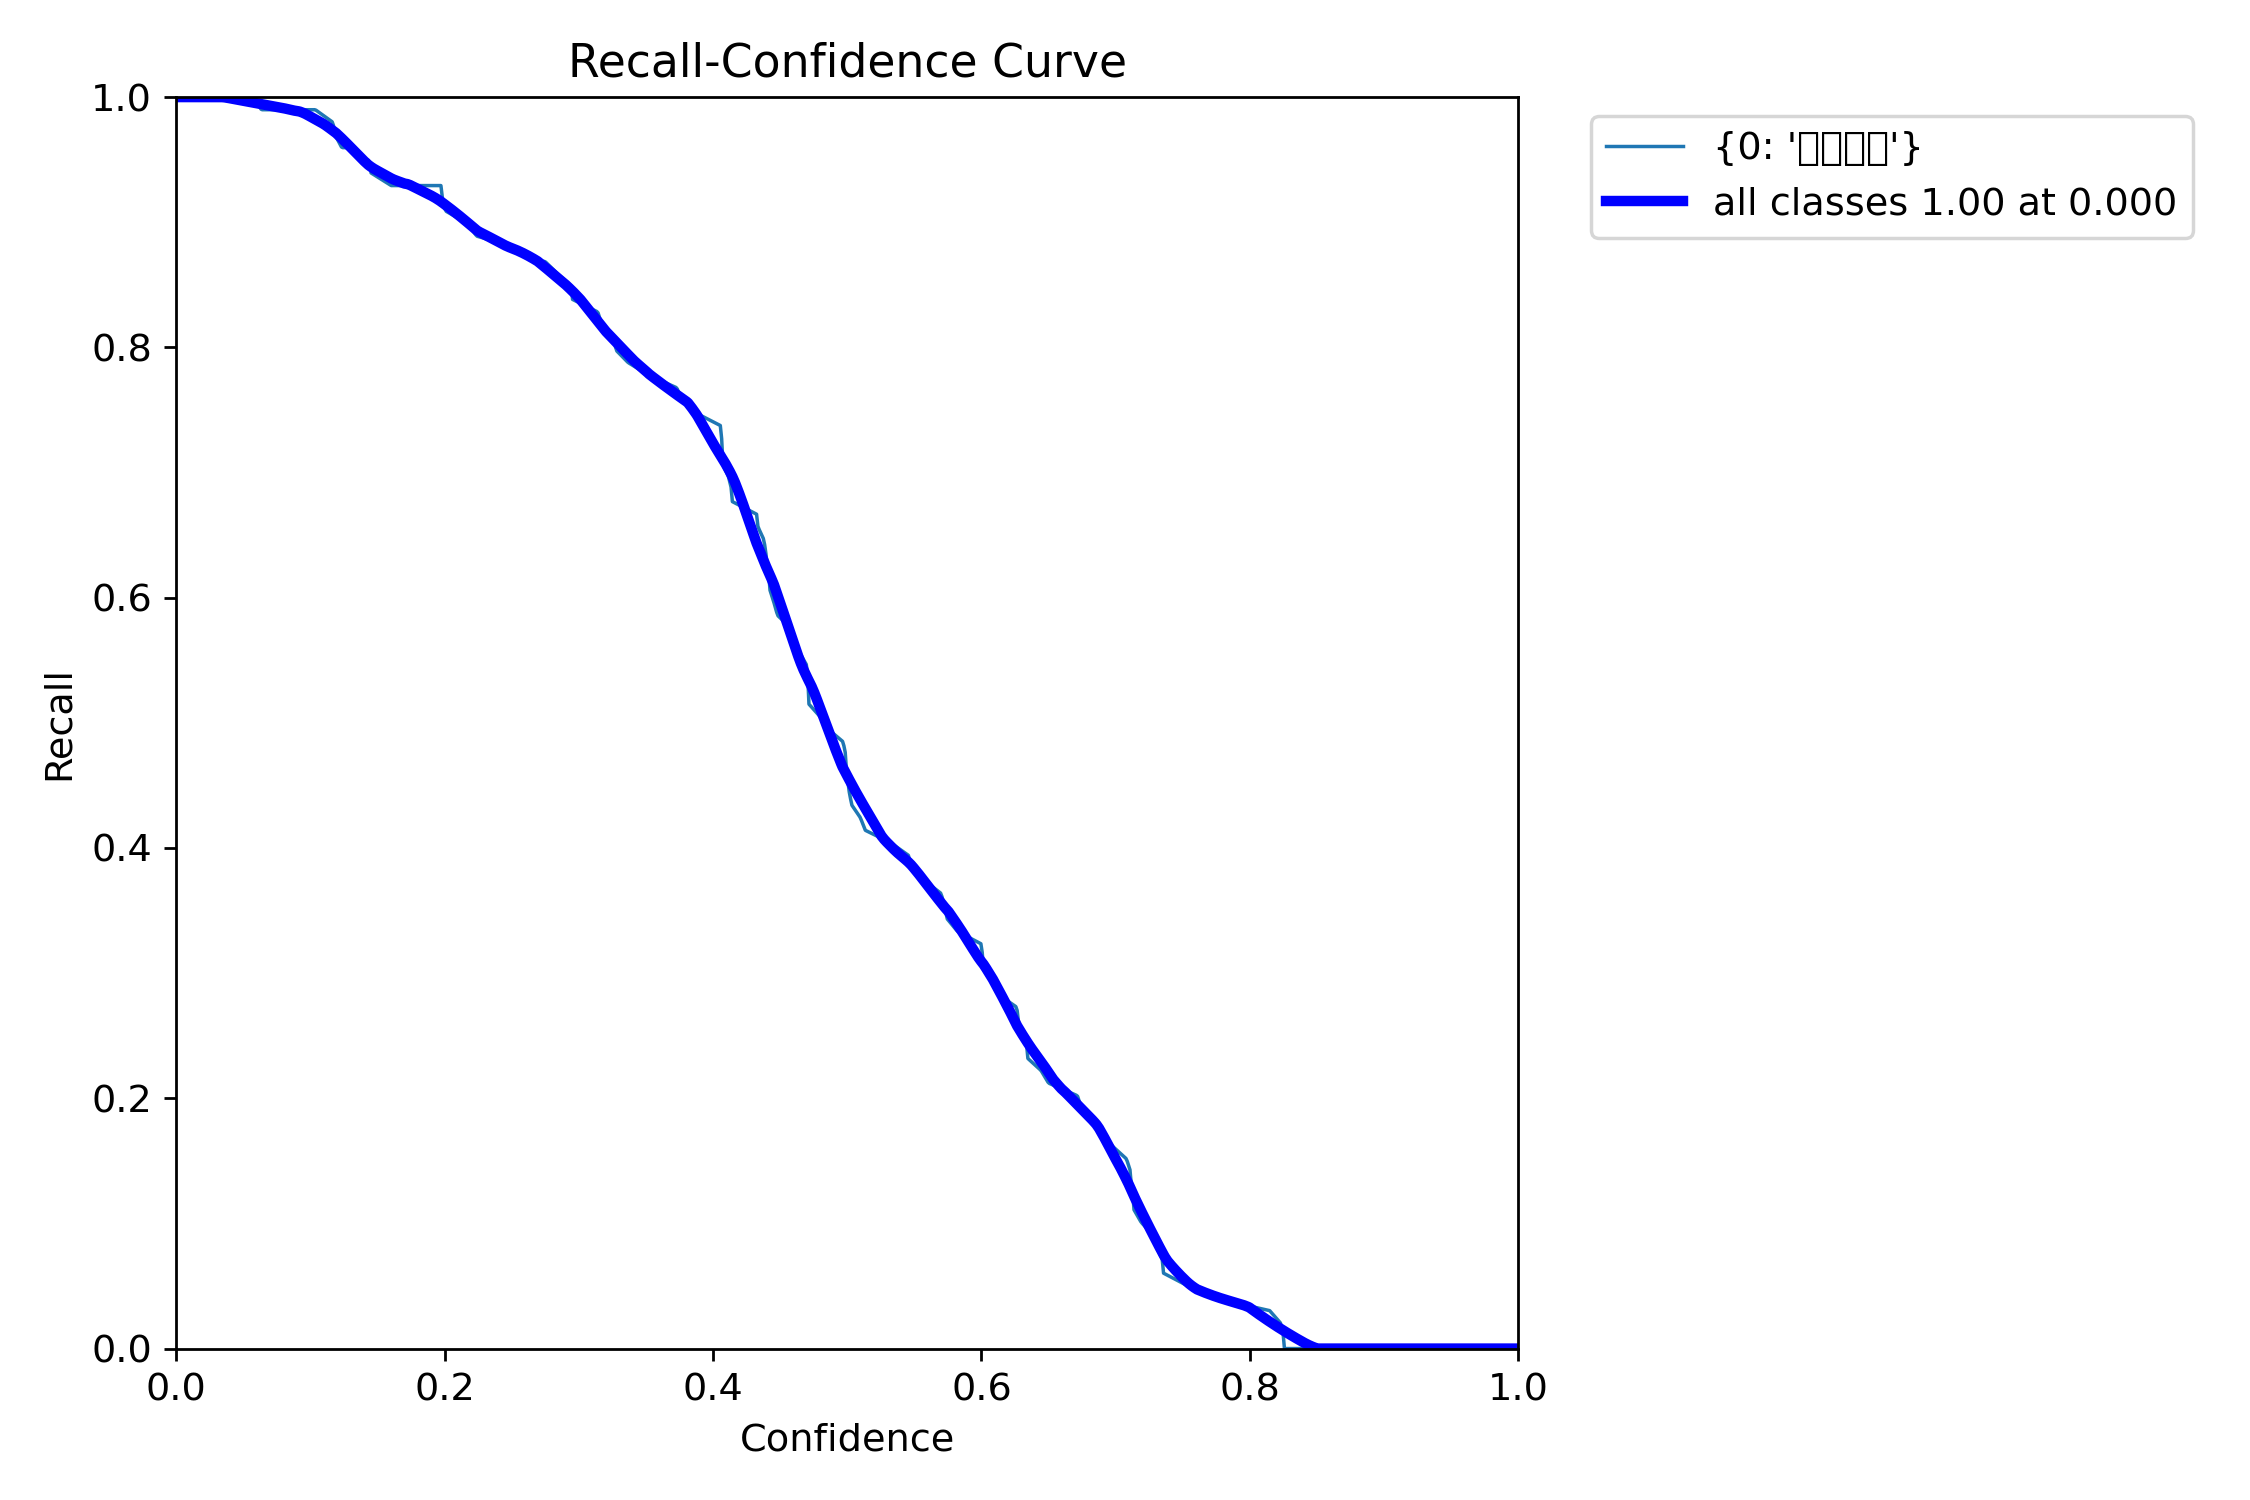 Recall-Confidence Curve
{0: '▯▯▯▯'}
all classes 1.00 at 0.000
1.0
0.8
0.6
0.4
0.2
0.0
Recall
0.0 0.2 0.4 0.6 0.8 1.0
Confidence